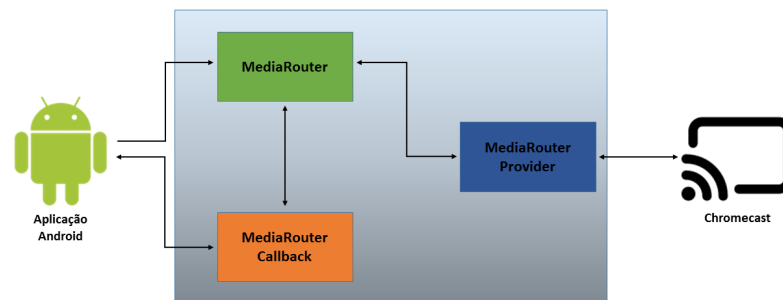 MediaRouter
MediaRouter
Provider
Aplicação
Android
Chromecast
MediaRouter
Callback